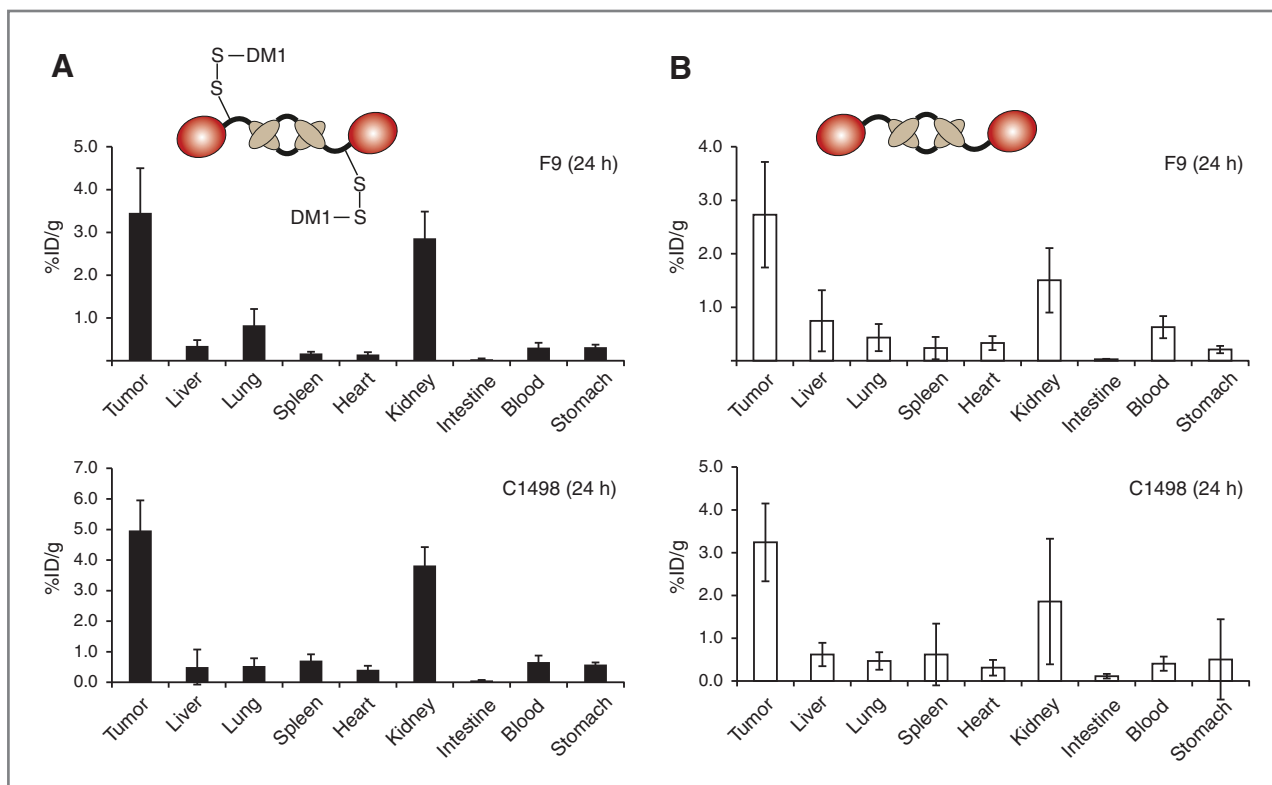 A
S—DM1
S
S
DM1—S
F9 (24 h)
%ID/g
5.0
4.0
3.0
2.0
1.0
Tumor
Liver
Lung
Spleen
Heart
Kidney
Intestine
Blood
Stomach
B
F9 (24 h)
%ID/g
4.0
3.0
2.0
1.0
Tumor
Liver
Lung
Spleen
Heart
Kidney
Intestine
Blood
Stomach
C1498 (24 h)
%ID/g
7.0
6.0
5.0
4.0
3.0
2.0
1.0
0.0
Tumor
Liver
Lung
Spleen
Heart
Kidney
Intestine
Blood
Stomach
C1498 (24 h)
%ID/g
5.0
4.0
3.0
2.0
1.0
0.0
Tumor
Liver
Lung
Spleen
Heart
Kidney
Intestine
Blood
Stomach